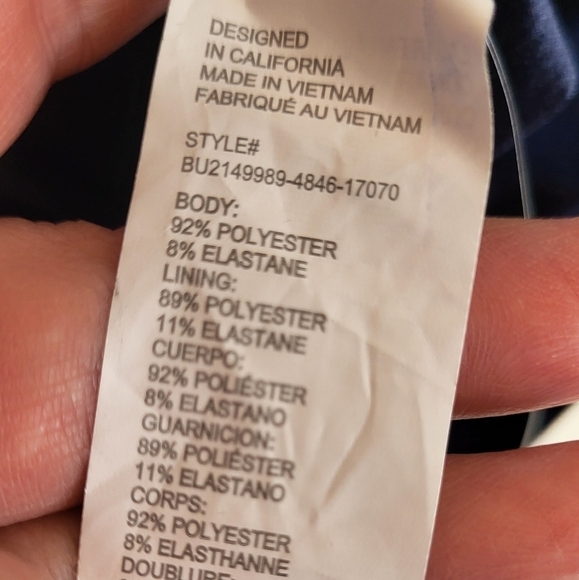 DESIGNED
IN CALIFORNIA
MADE IN VIETNAM
FABRIQUÉ AU VIETNAM
STYLE#
BU2149989-4846-17070
BODY:
92% POLYESTER
8% ELASTANE
LINING:
89% POLYESTER
11% ELASTANE
CUERPO:
92% POLIÉSTER
8% ELASTANO
GUARNICION:
89% POLIÉSTER
11% ELASTANO
CORPS:
92% POLYESTER
8% ELASTHANNE
DOUBLURE: